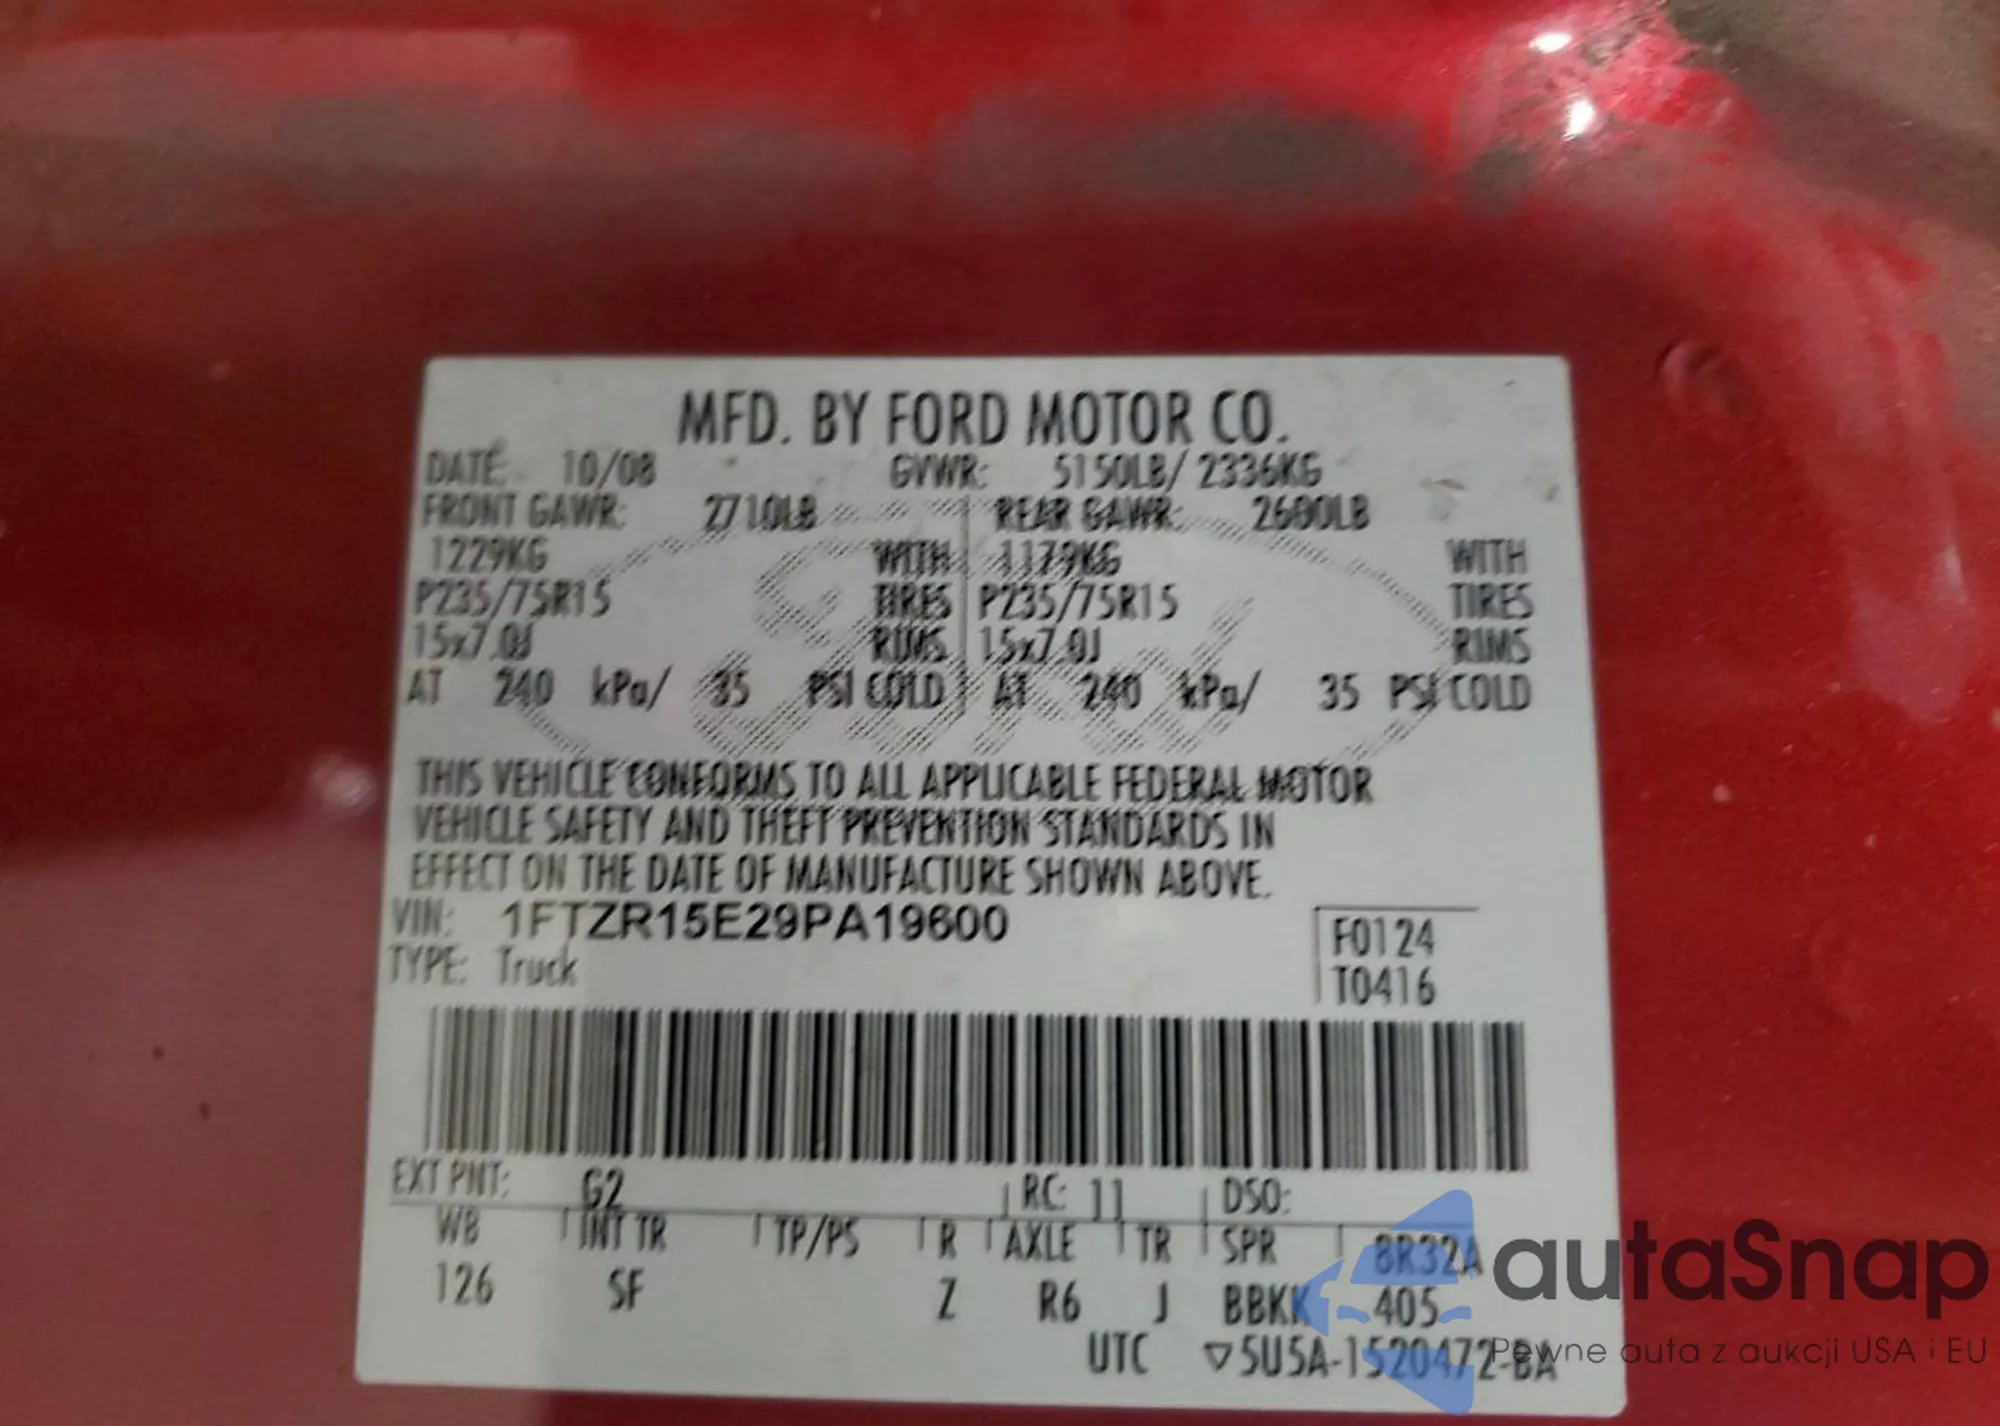 MFD. BY FORD MOTOR CO.
DATE: 10/08 GVWR: 5150LB/ 2336KG
FRONT GAWR: 2710LB REAR GAWR: 2600LB
1229KG WITH 1179KG WITH
P235/75R15 TIRES P235/75R15 TIRES
15x7.0J RIMS 15x7.0J RIMS
AT 240 kPa/ 35 PSI COLD AT 240 kPa/ 35 PSI COLD
THIS VEHICLE CONFORMS TO ALL APPLICABLE FEDERAL MOTOR
VEHICLE SAFETY AND THEFT PREVENTION STANDARDS IN
EFFECT ON THE DATE OF MANUFACTURE SHOWN ABOVE.
VIN: 1FTZR15E29PA19600 F0124
TYPE: Truck T0416
EXT PNT: G2 RC: 11 DSO:
WB INT TR TP/PS R AXLE TR SPR 8R32A
126 SF Z R6 J BBKK 405
UTC ▽5U5A-1520472-BA
Ford
autaSnap
Pewne auta z aukcji USA i EU